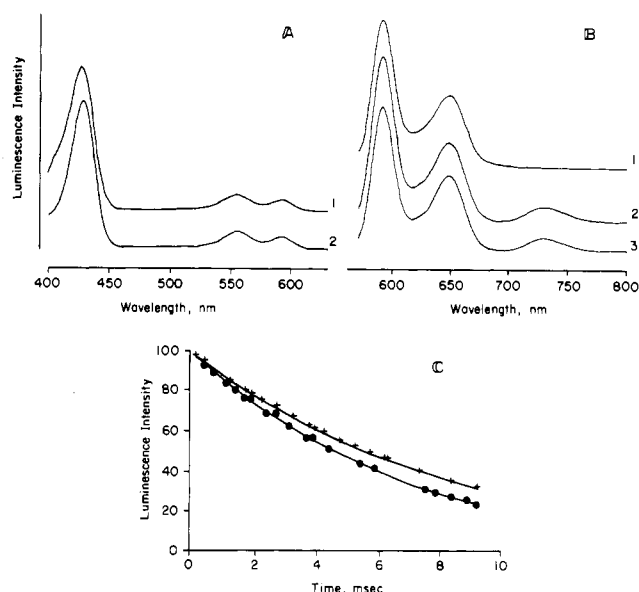 A
B
Luminescence Intensity
1
2
1
2
3
400 450 500 550 600
600 650 700 750 800
Wavelength, nm
Wavelength, nm
C
100
80
60
40
20
0
Luminescence Intensity
0 2 4 6 8 10
Time, msec